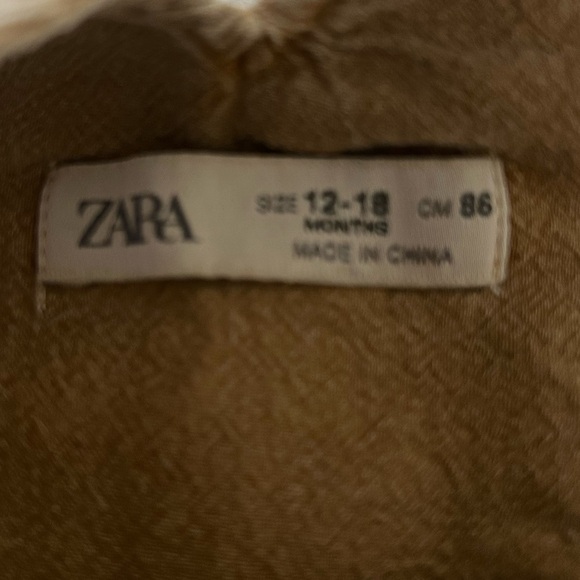 ZARA
SIZE 12-18 CM 86
MONTHS
MADE IN CHINA